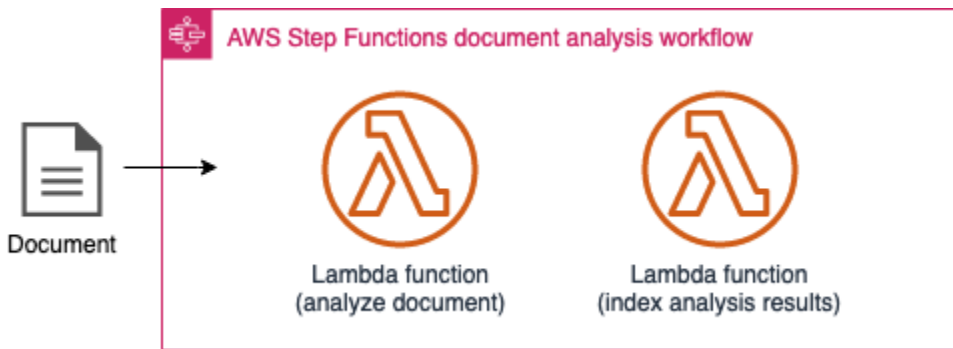 AWS Step Functions document analysis workflow
Document
Lambda function
(analyze document)
Lambda function
(index analysis results)